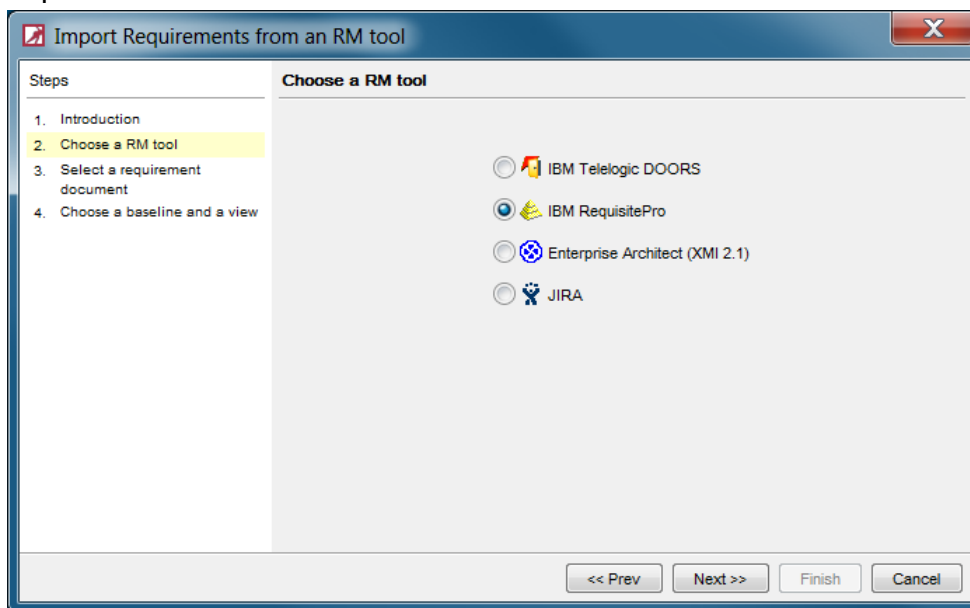 Import Requirements from an RM tool
X
Steps
1. Introduction
2. Choose a RM tool
3. Select a requirement
document
4. Choose a baseline and a view
Choose a RM tool
IBM Telelogic DOORS
IBM RequisitePro
Enterprise Architect (XMI 2.1)
JIRA
<< Prev
Next >>
Finish
Cancel